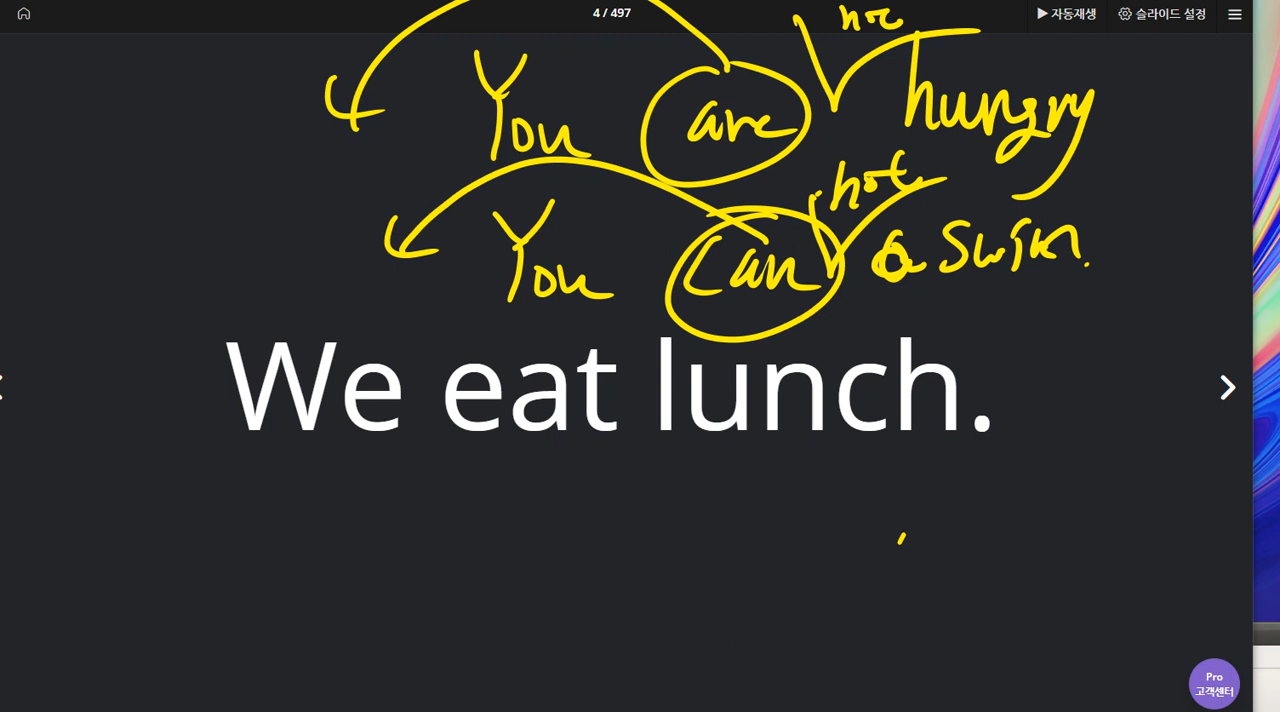 4 / 497 ▶ 자동재생 슬라이드 설정
not
You are hungry
not
You can a swim.
We eat lunch.
Pro
고객센터